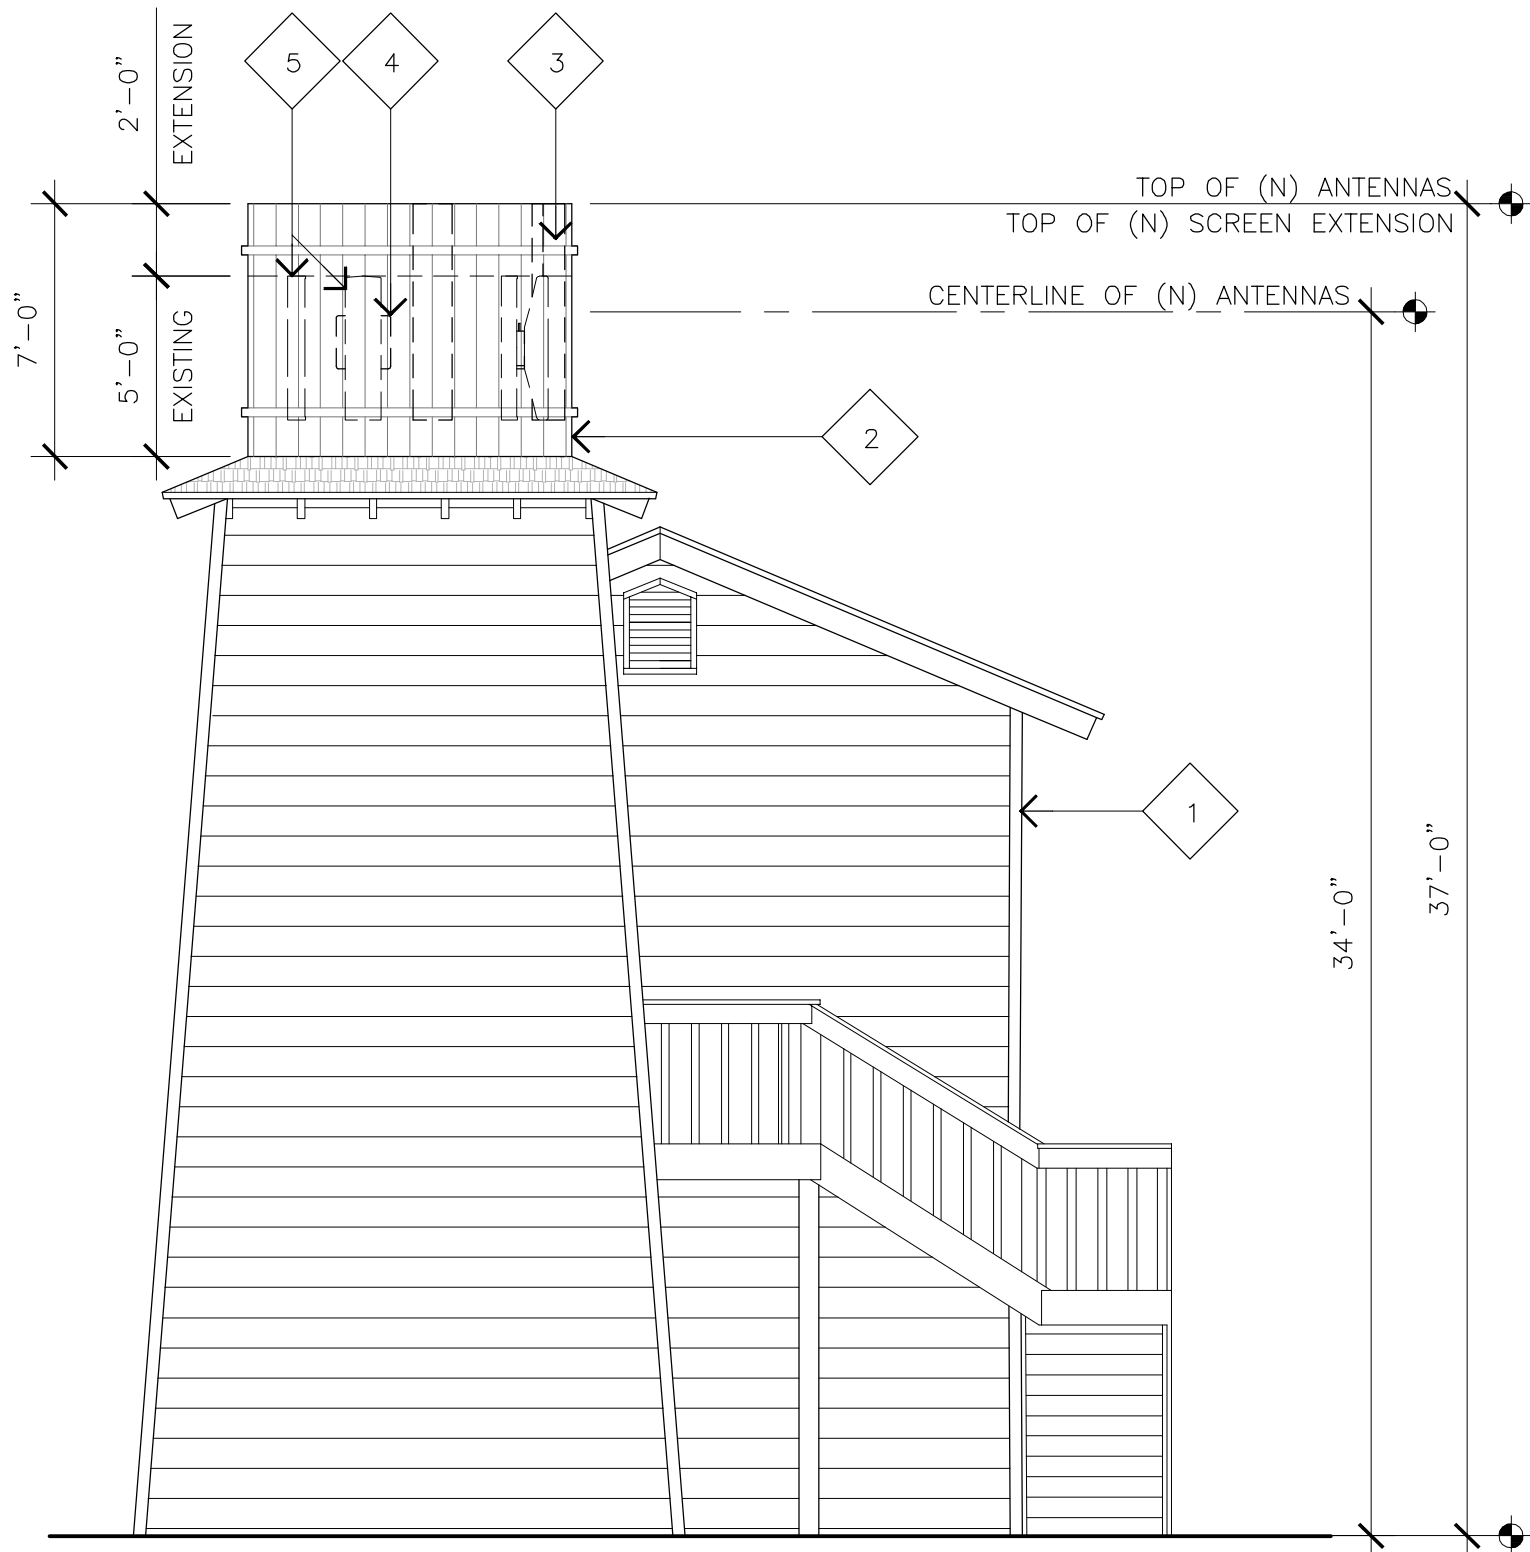 5
4
3
2'-0"
EXTENSION
TOP OF (N) ANTENNAS
TOP OF (N) SCREEN EXTENSION
CENTERLINE OF (N) ANTENNAS
7'-0"
5'-0"
EXISTING
2
1
34'-0"
37'-0"